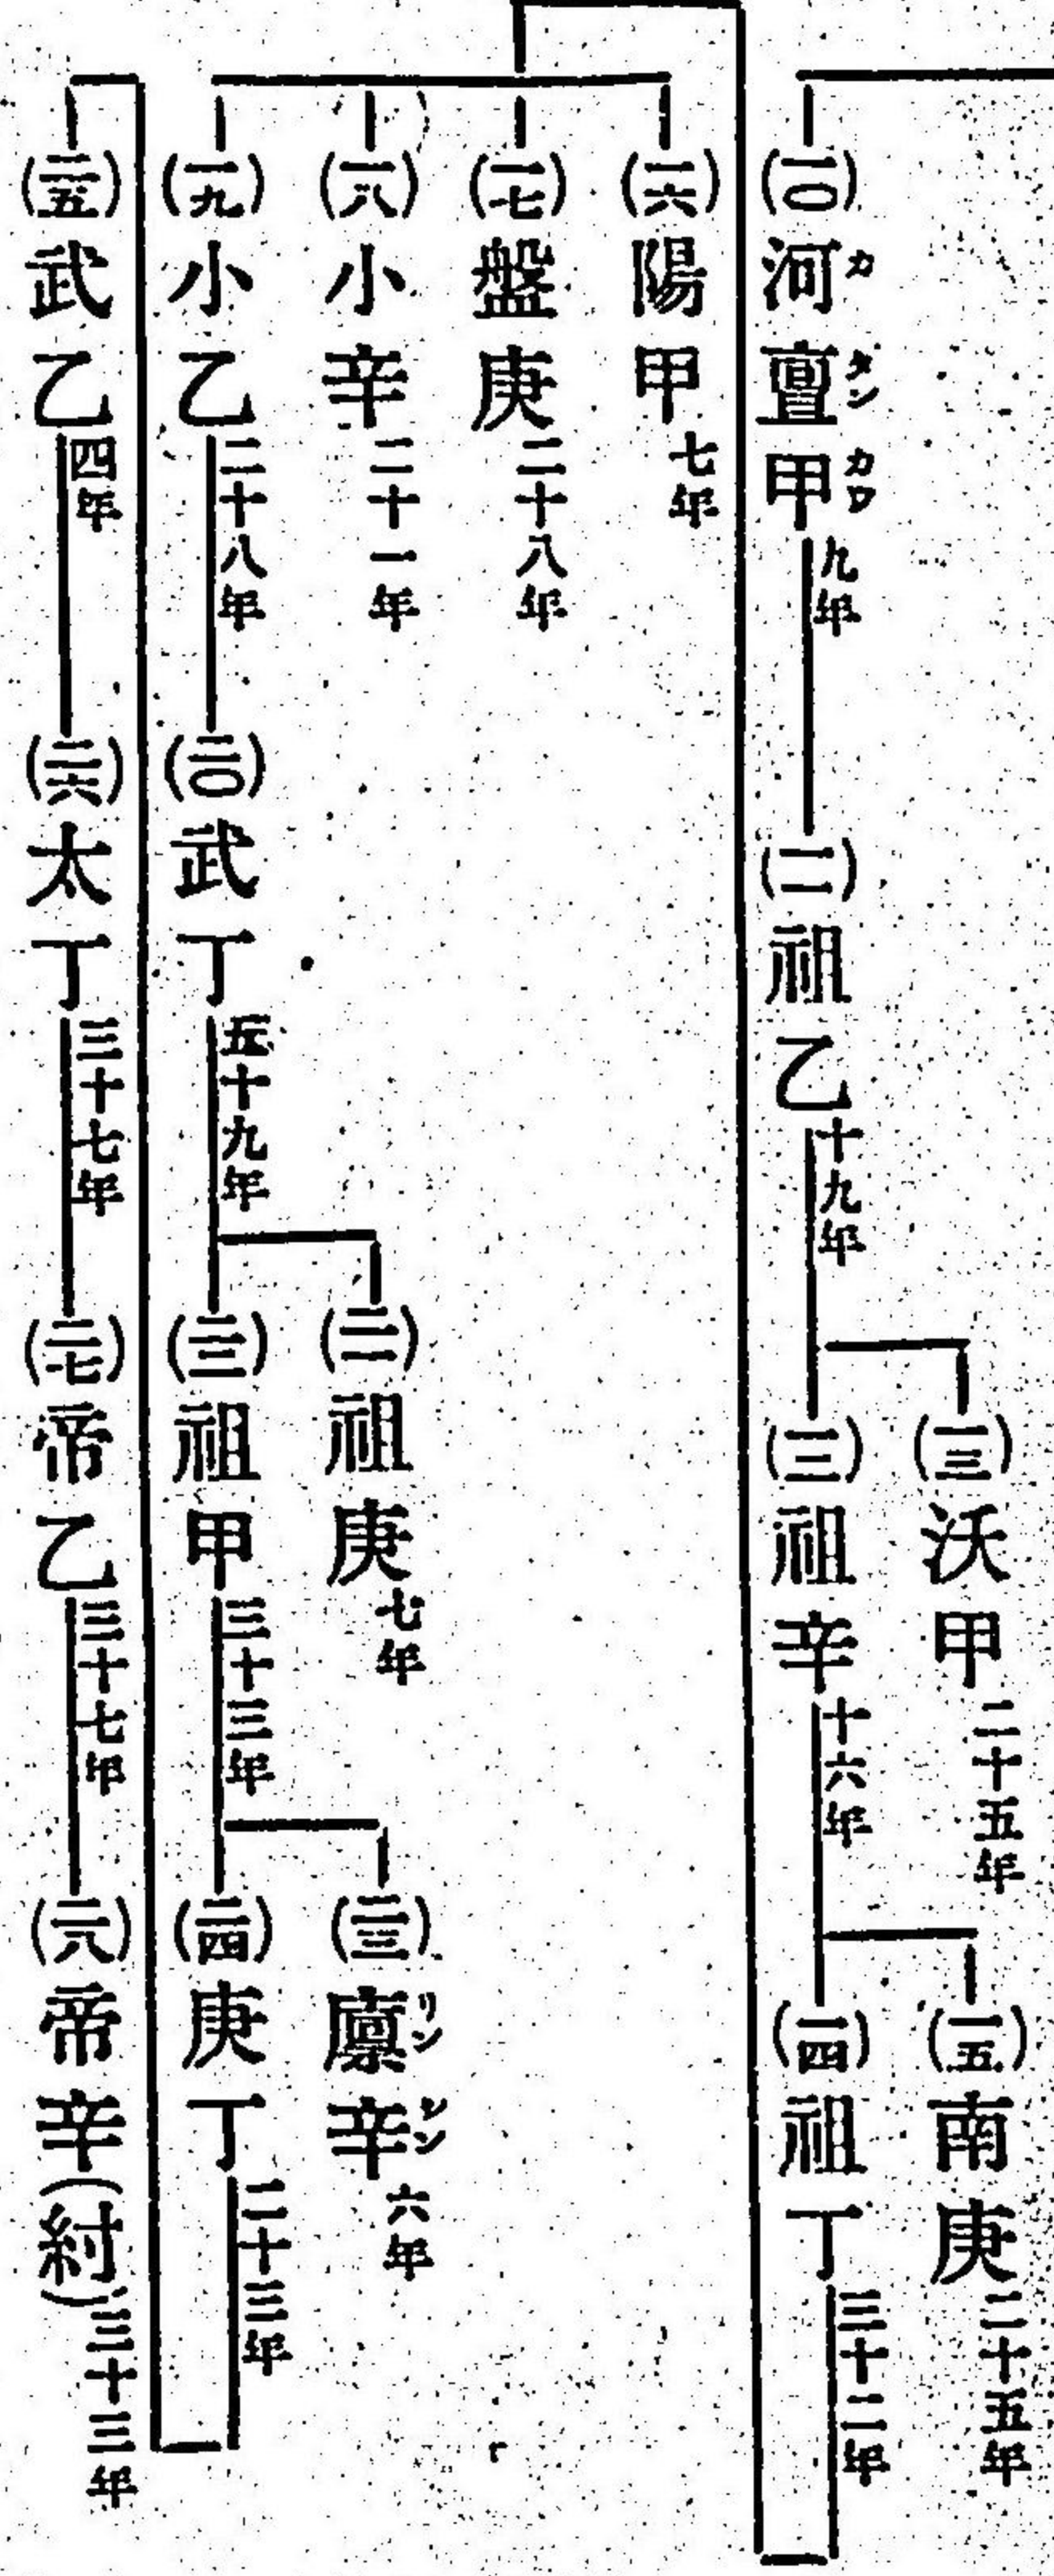 (一〇)河亶甲 九年
カタンカウ
(一一)祖乙 十九年
(一三)沃甲 二十五年
(一二)祖辛 十六年
(一五)南庚 二十五年
(一四)祖丁 三十二年
(一六)陽甲 七年
(一七)盤庚 二十八年
(一八)小辛 二十一年
(一九)小乙 二十八年
(二〇)武丁 五十九年
(二一)祖庚 七年
(二二)祖甲 三十三年
(二三)廩辛 六年
リンシン
(二四)庚丁 二十三年
(二五)武乙 四年
(二六)太丁 三十七年
(二七)帝乙 三十七年
(二八)帝辛(紂) 三十三年